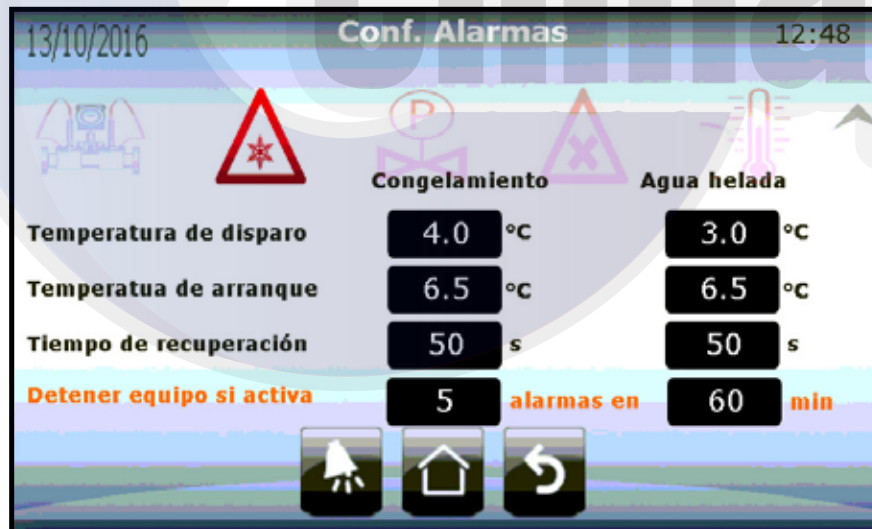 13/10/2016 Conf. Alarmas 12:48
P
Congelamiento Agua helada
Temperatura de disparo 4.0 °C 3.0 °C
Temperatua de arranque 6.5 °C 6.5 °C
Tiempo de recuperación 50 s 50 s
Detener equipo si activa 5 alarmas en 60 min